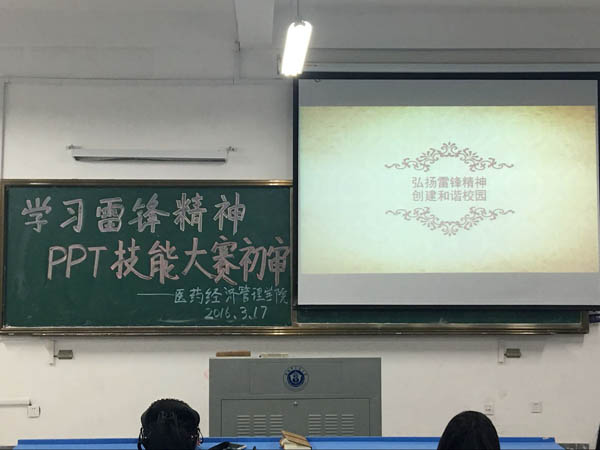 学习雷锋精神
PPT技能大赛初审
——医药经济管理学院
2016.3.17
弘扬雷锋精神
创建和谐校园